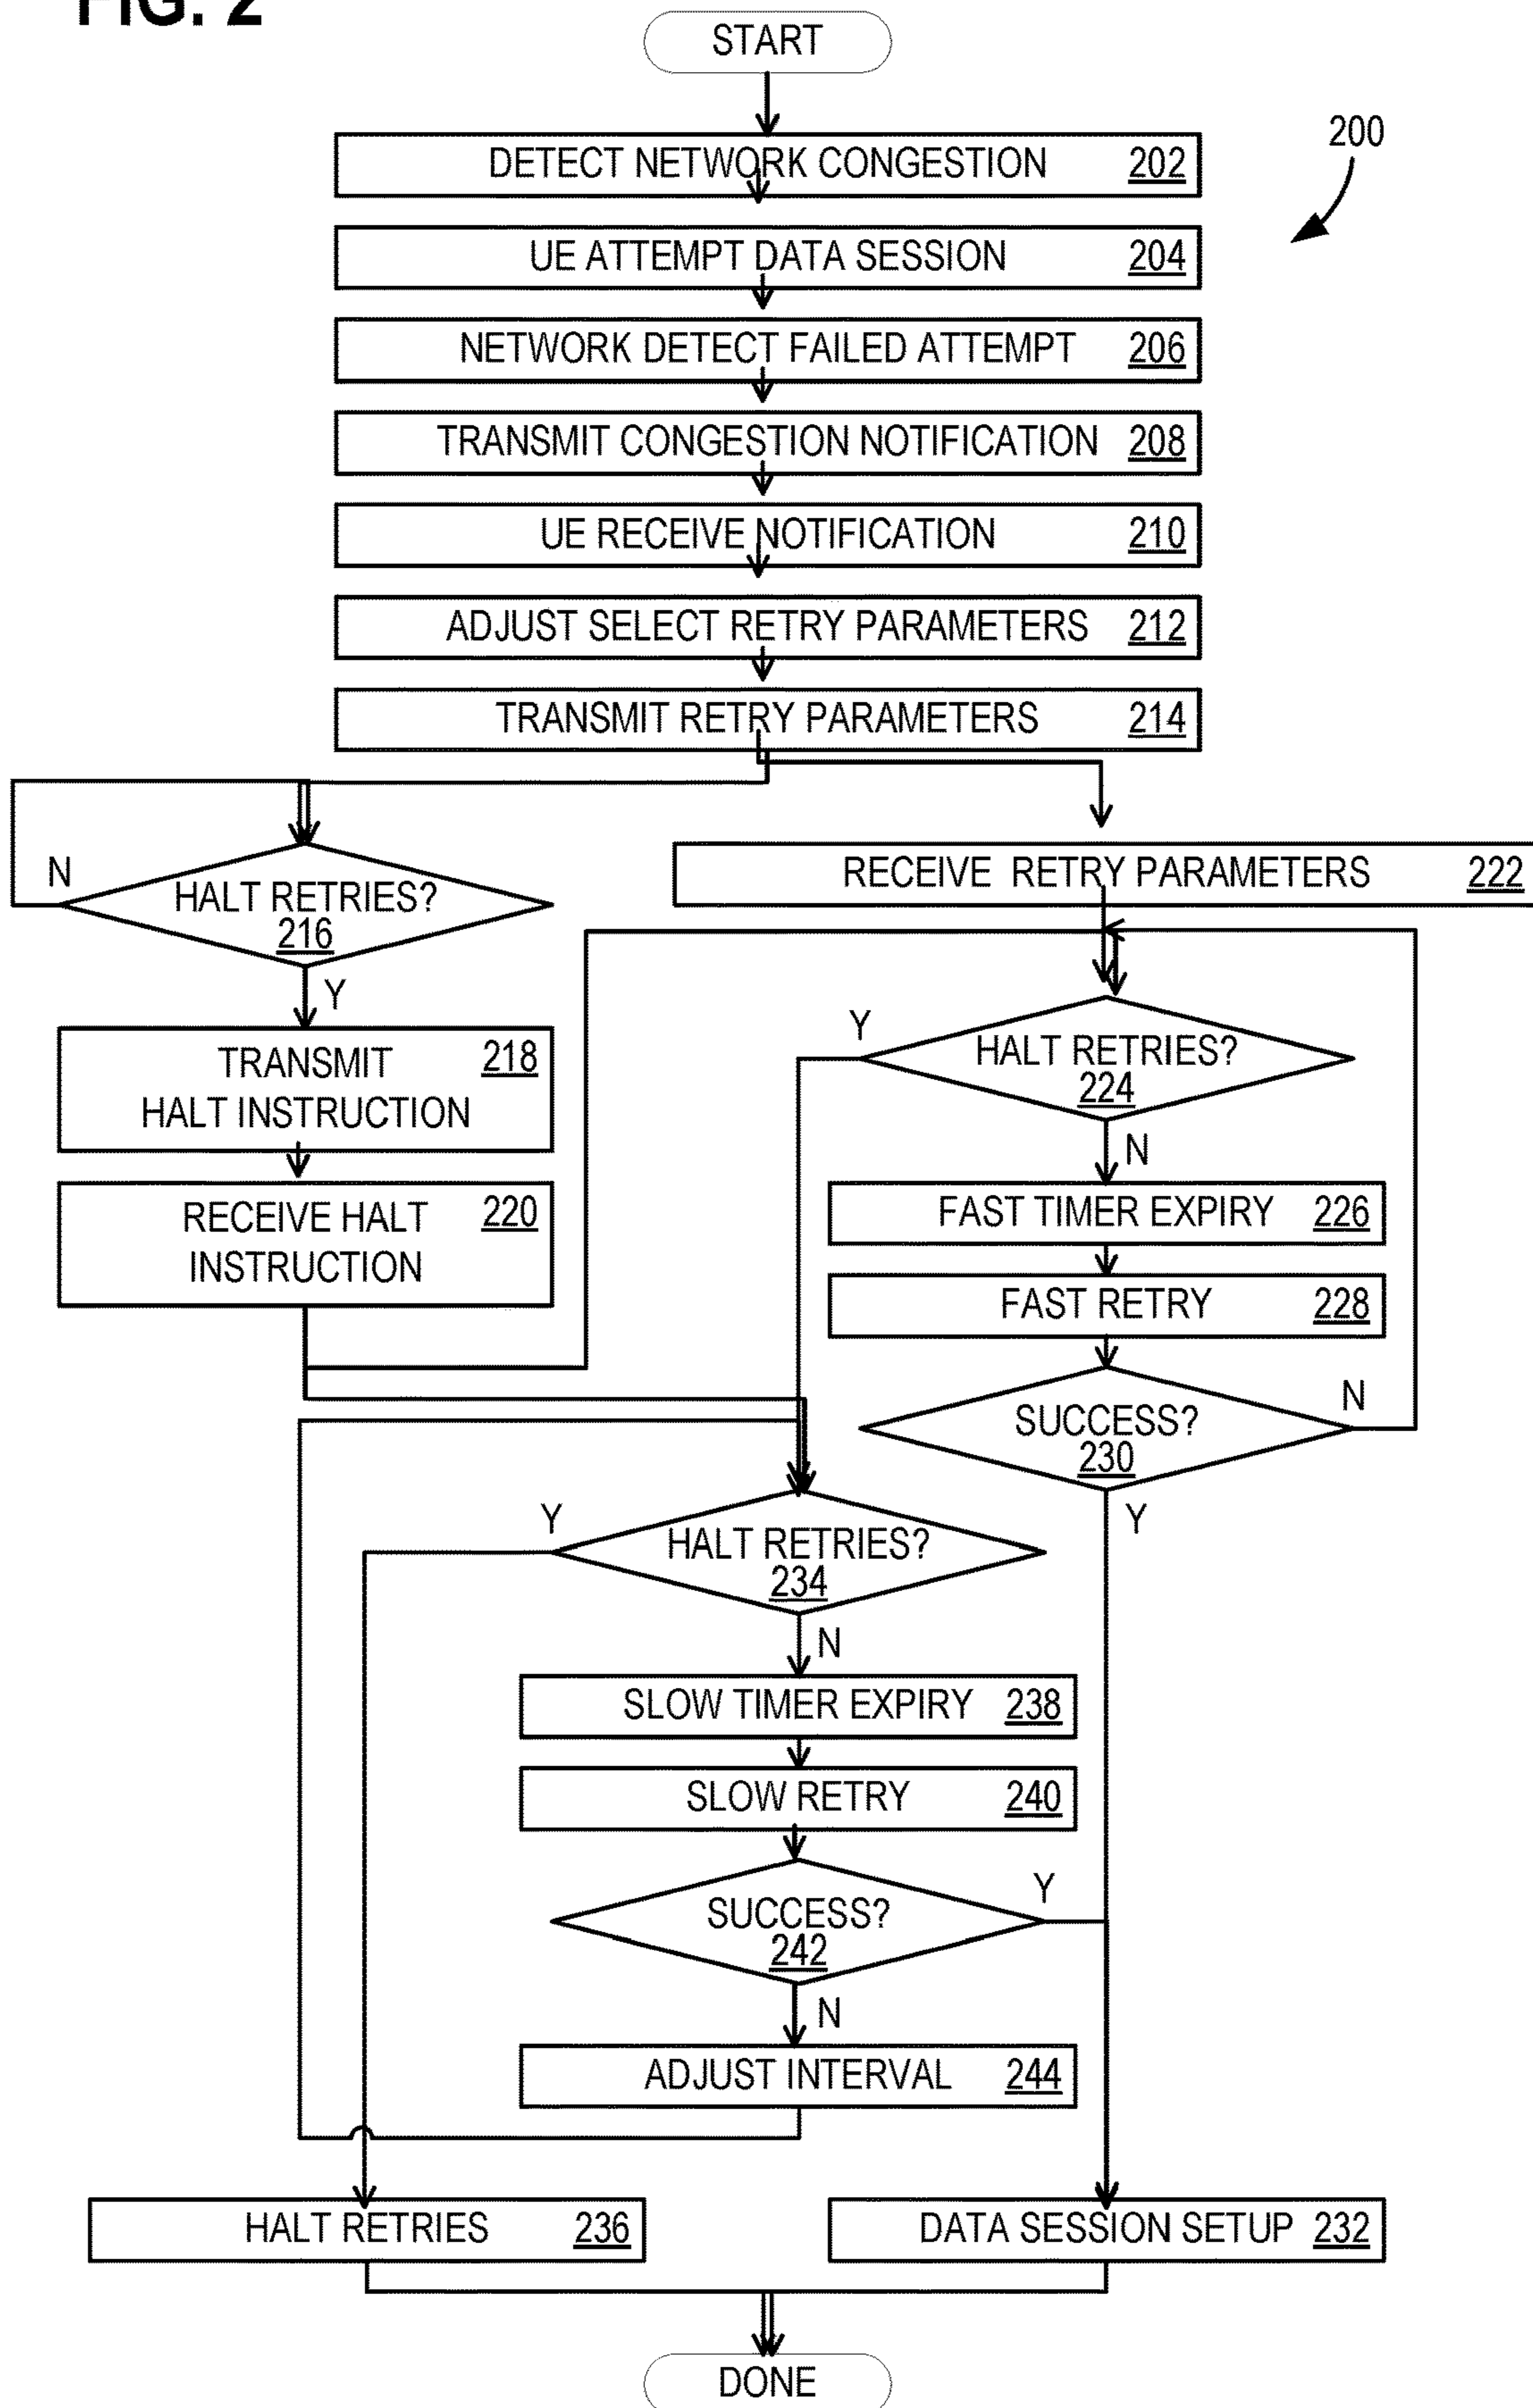 FIG. 2
START
200
DETECT NETWORK CONGESTION 202
UE ATTEMPT DATA SESSION 204
NETWORK DETECT FAILED ATTEMPT 206
TRANSMIT CONGESTION NOTIFICATION 208
UE RECEIVE NOTIFICATION 210
ADJUST SELECT RETRY PARAMETERS 212
TRANSMIT RETRY PARAMETERS 214
N
HALT RETRIES?
216
Y
TRANSMIT 218
HALT INSTRUCTION
RECEIVE HALT 220
INSTRUCTION
RECEIVE RETRY PARAMETERS 222
Y
HALT RETRIES?
224
N
FAST TIMER EXPIRY 226
FAST RETRY 228
N
SUCCESS?
230
Y
Y
HALT RETRIES?
234
N
SLOW TIMER EXPIRY 238
SLOW RETRY 240
Y
SUCCESS?
242
N
ADJUST INTERVAL 244
HALT RETRIES 236
DATA SESSION SETUP 232
DONE